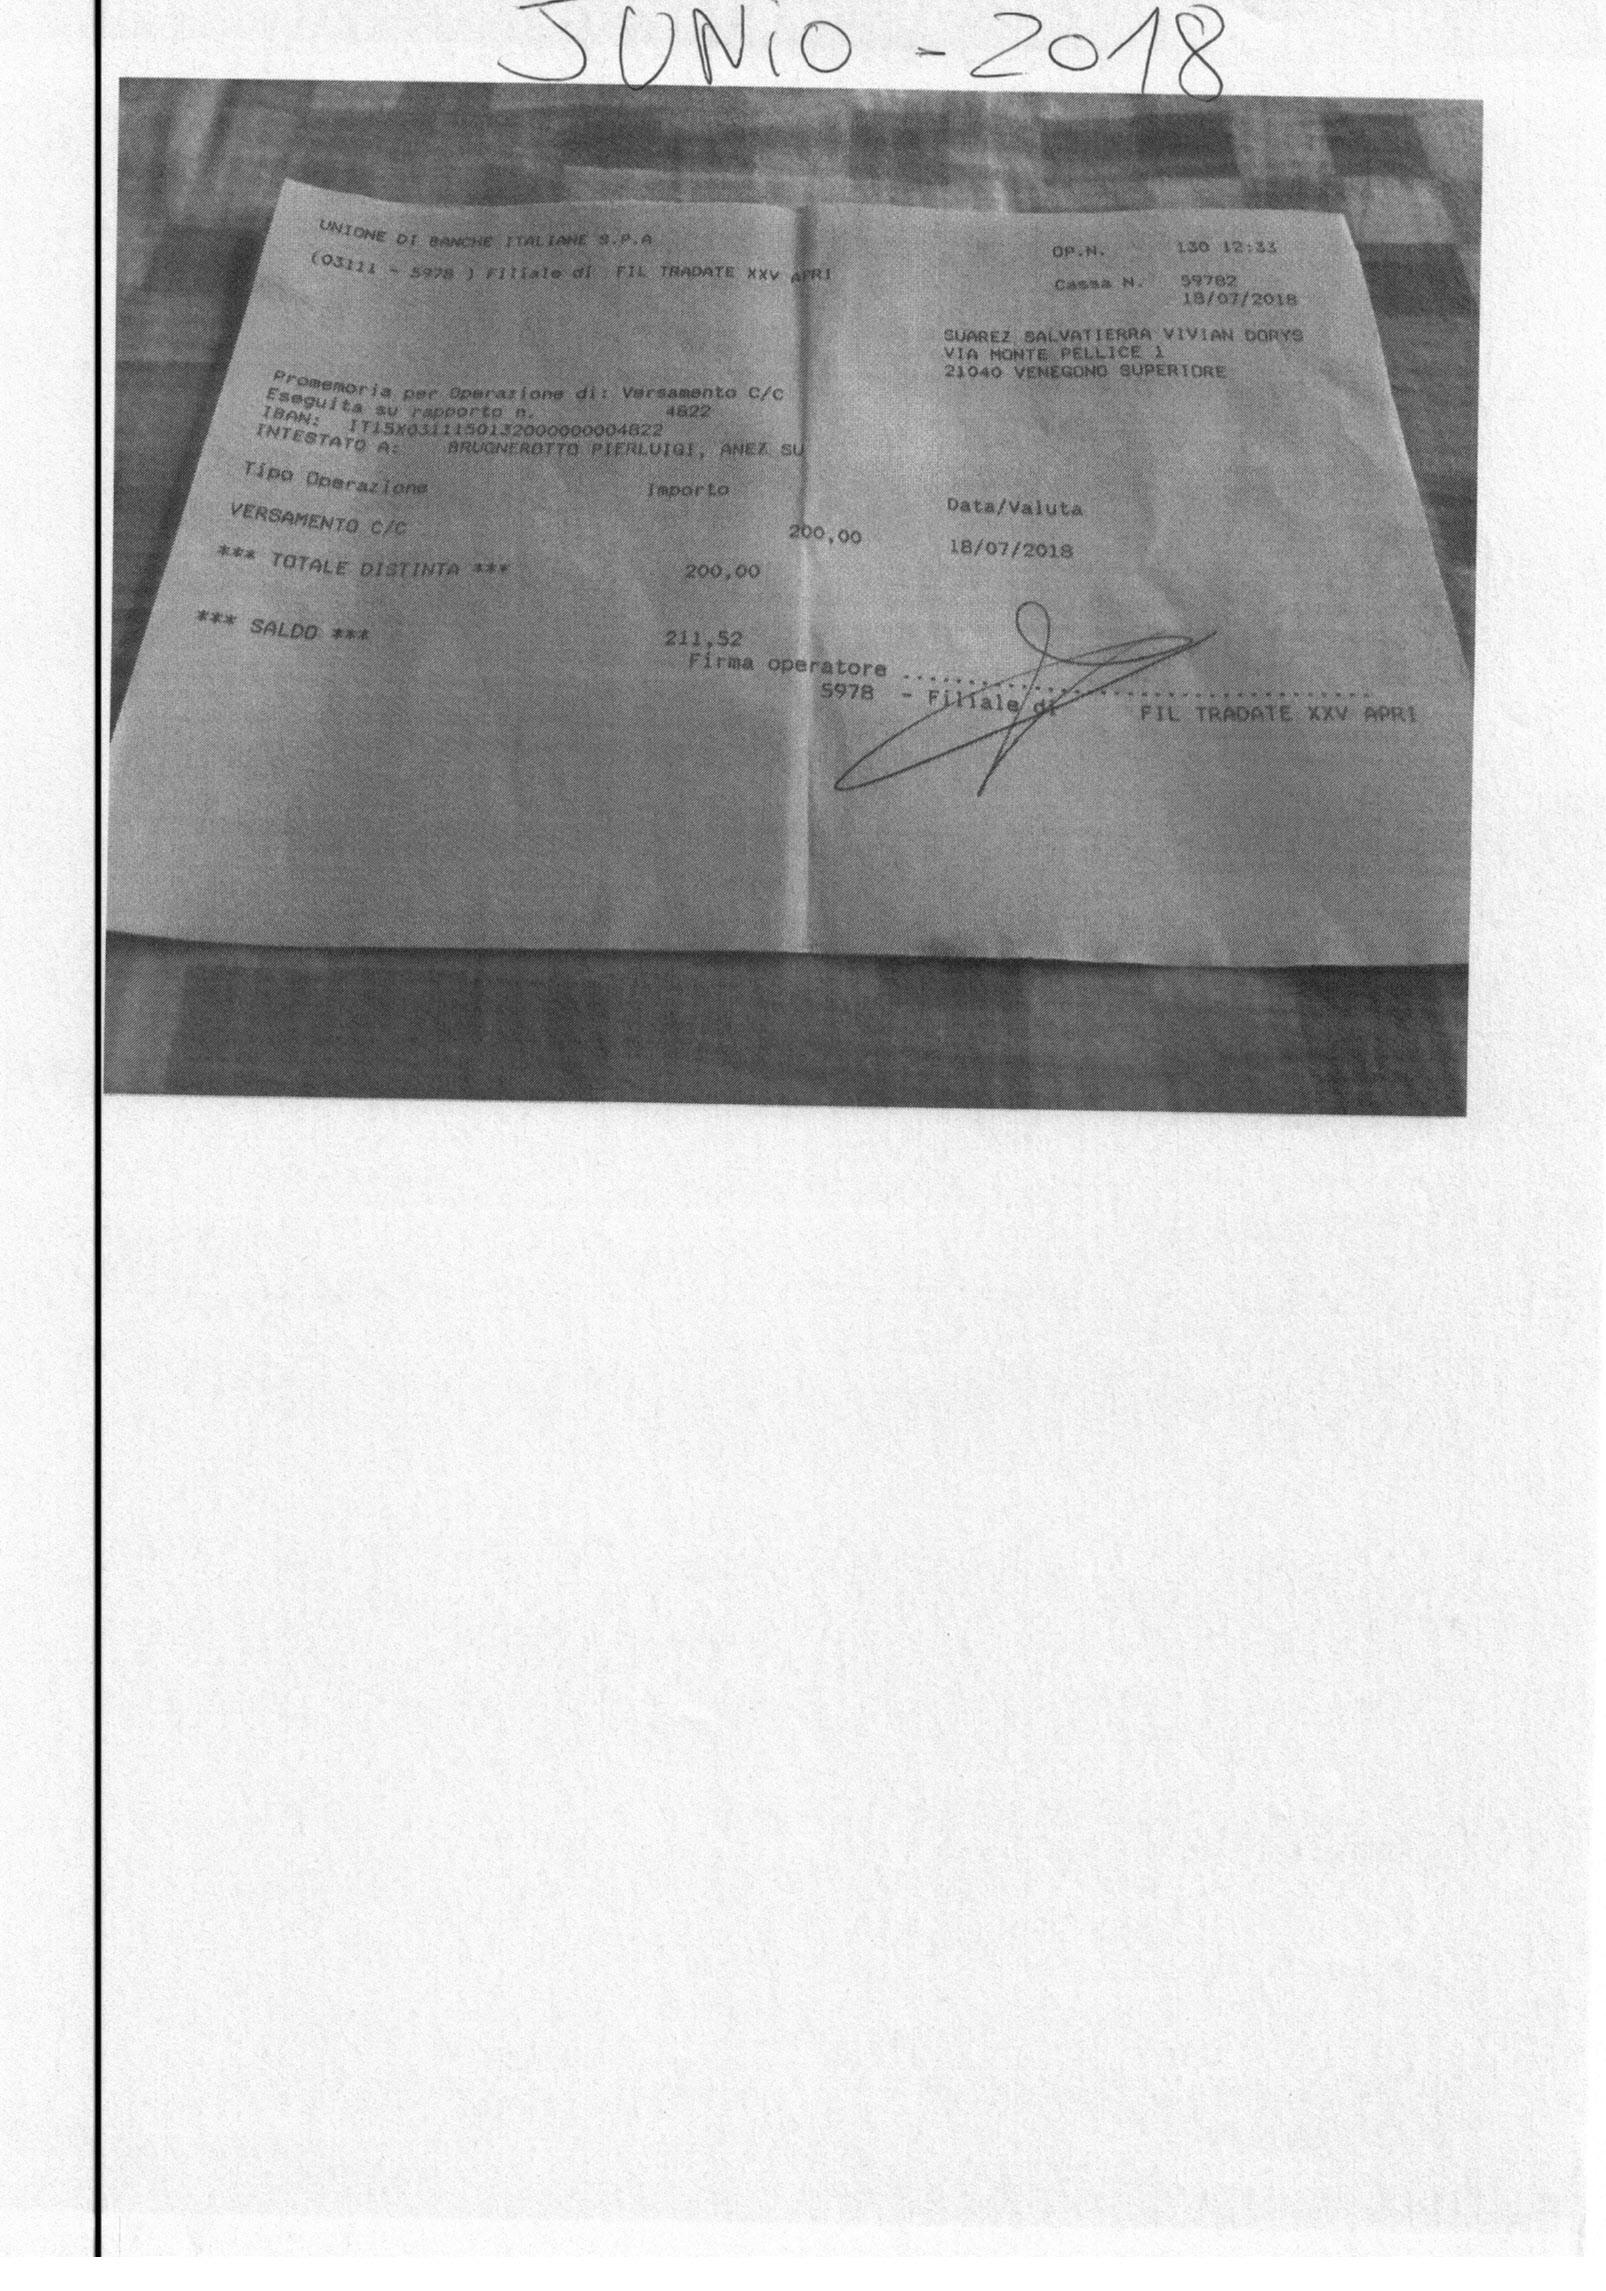 JUNiO - 2018
UNIONE DI BANCHE ITALIANE S.P.A
(03111 - 5978 ) Filiale di FIL TRADATE XXV APRI
OP.N. 130 12:33
Cassa N. 59782
18/07/2018
SUAREZ SALVATIERRA VIVIAN DORYS
VIA MONTE PELLICE 1
21040 VENEGONO SUPERIORE
Promemoria per Operazione di: Versamento C/C
Eseguita su rapporto n. 4822
IBAN: IT15X0311150132000000004822
INTESTATO A: BRUGNEROTTO PIERLUIGI, ANEZ SU
Tipo Operazione Importo Data/Valuta
VERSAMENTO C/C 200,00 18/07/2018
*** TOTALE DISTINTA *** 200,00
*** SALDO *** 211,52
Firma operatore ....................................
5978 - Filiale di FIL TRADATE XXV APRI